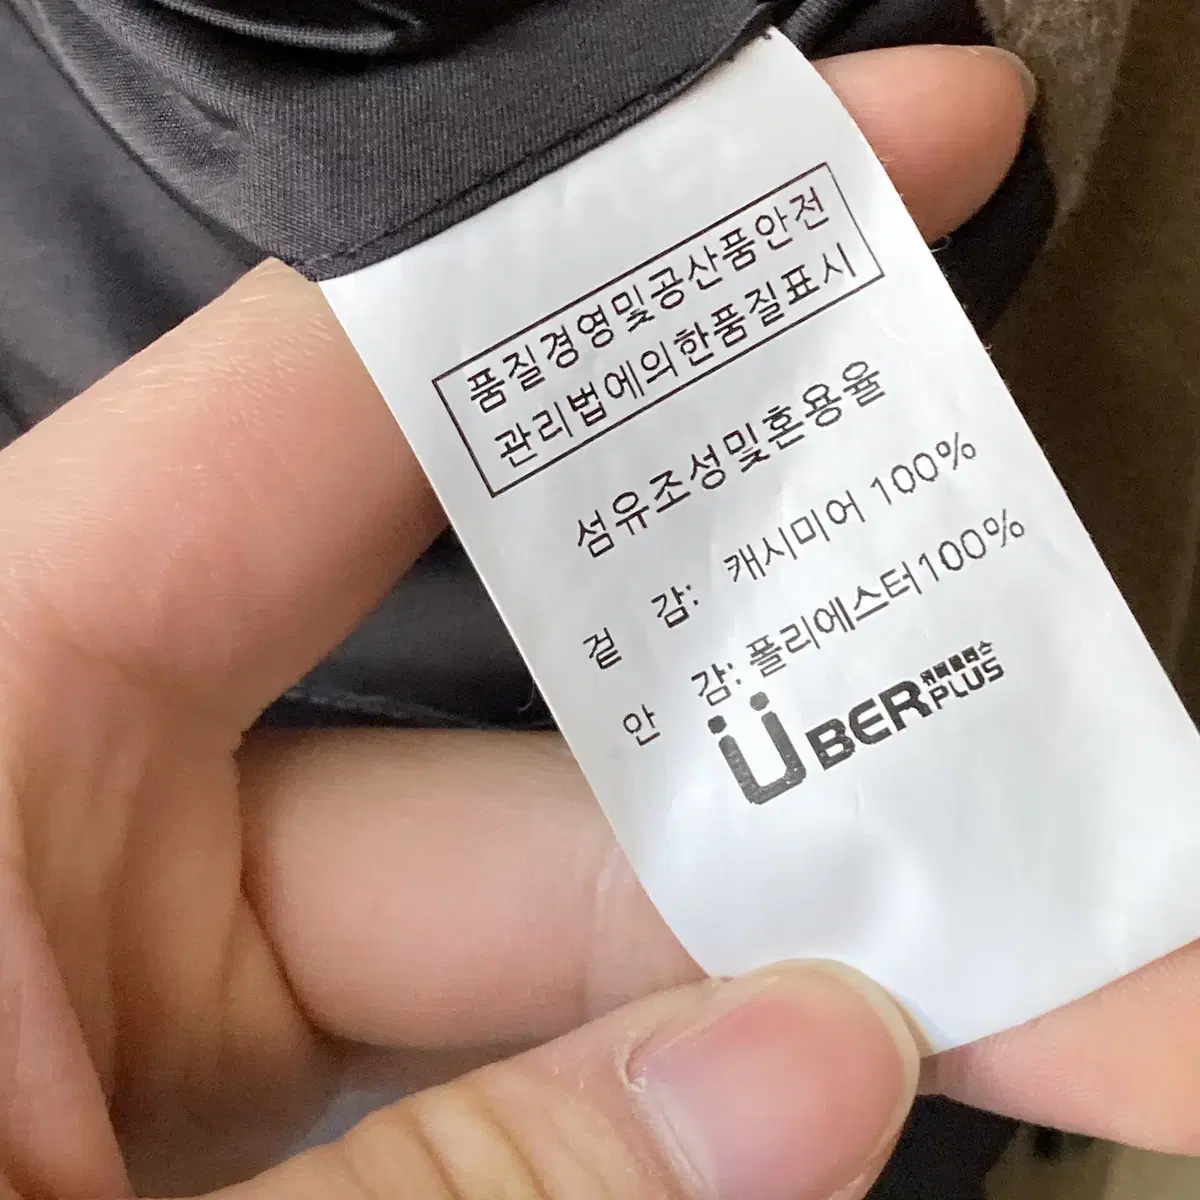 품질경영및공산품안전
관리법에의한품질표시
섬유조성및혼용율
겉 감: 캐시미어 100%
안 감: 폴리에스터100%
ÜBER
PLUS